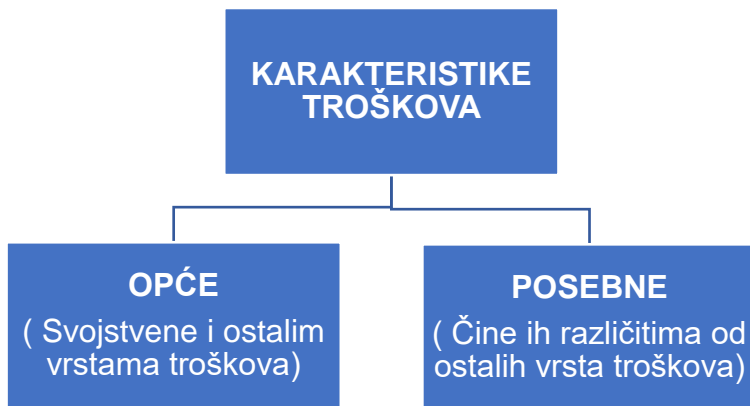 KARAKTERISTIKE
TROŠKOVA
OPĆE
( Svojstvene i ostalim
vrstama troškova)
POSEBNE
( Čine ih različitima od
ostalih vrsta troškova)